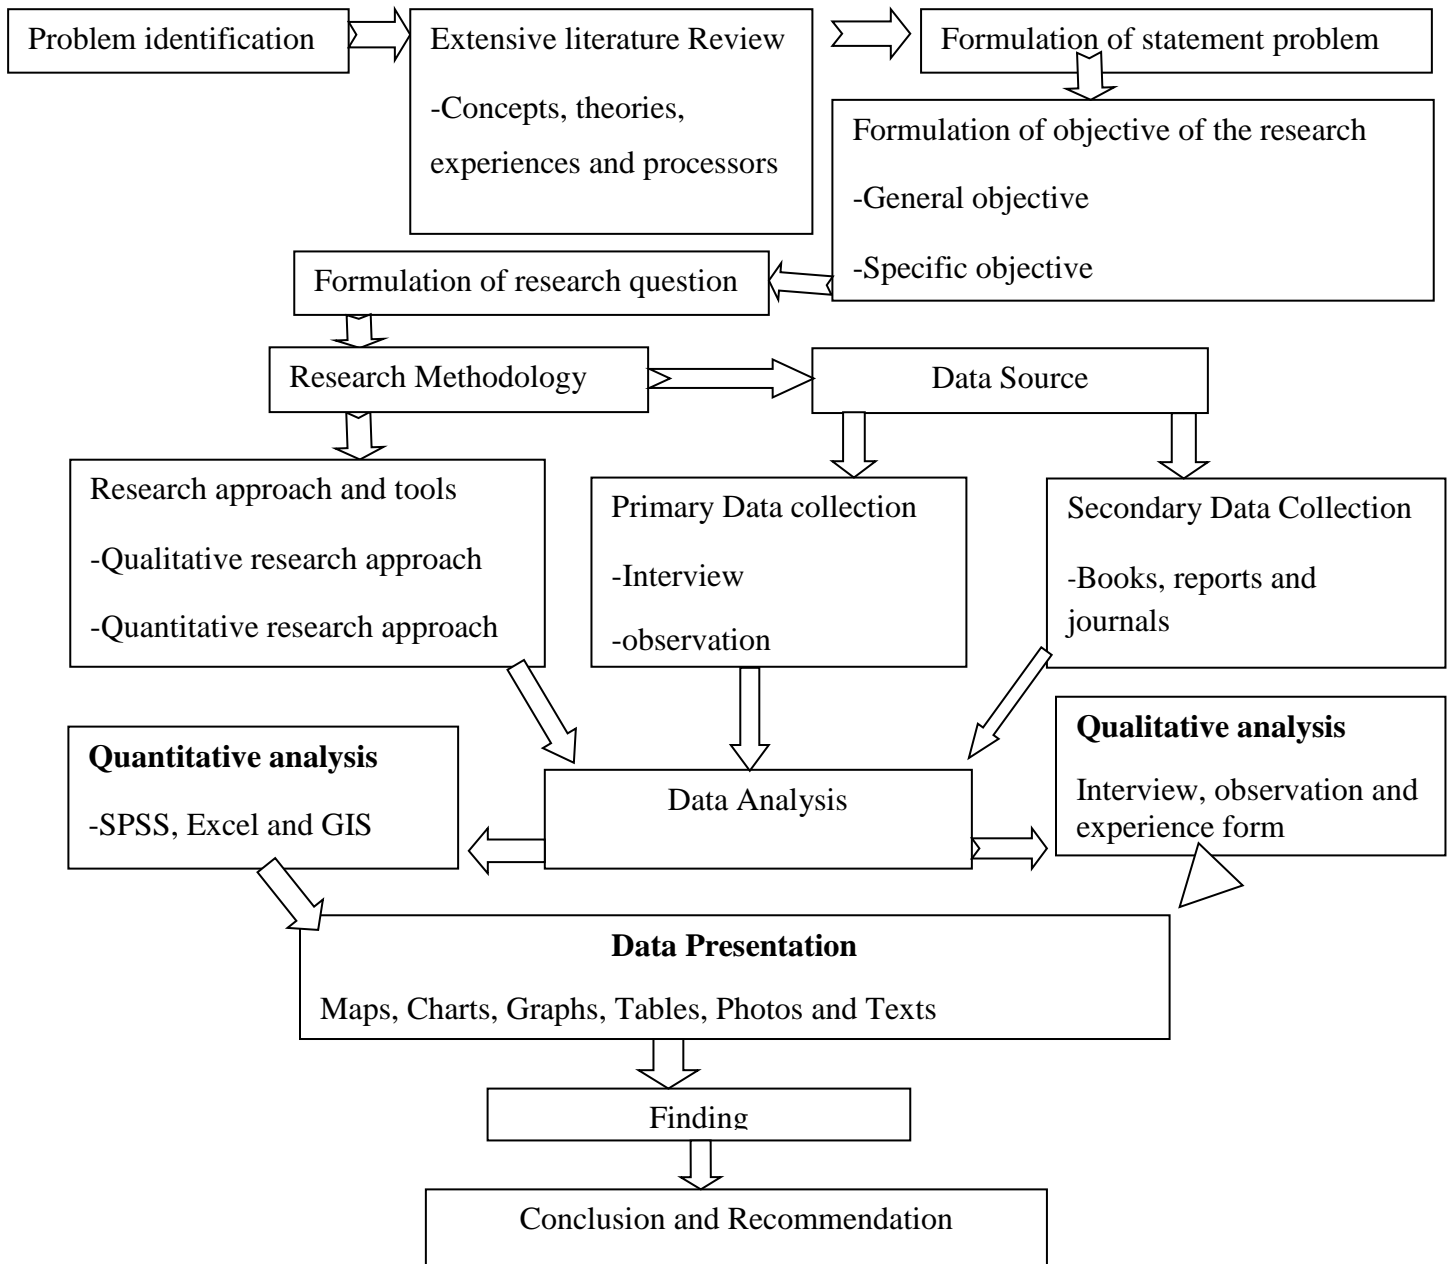 Problem identification
Extensive literature Review
-Concepts, theories,
experiences and processors
Formulation of statement problem
Formulation of objective of the research
-General objective
-Specific objective
Formulation of research question
Research Methodology
Data Source
Research approach and tools
-Qualitative research approach
-Quantitative research approach
Primary Data collection
-Interview
-observation
Secondary Data Collection
-Books, reports and
journals
Quantitative analysis
-SPSS, Excel and GIS
Data Analysis
Qualitative analysis
Interview, observation and
experience form
Data Presentation
Maps, Charts, Graphs, Tables, Photos and Texts
Finding
Conclusion and Recommendation